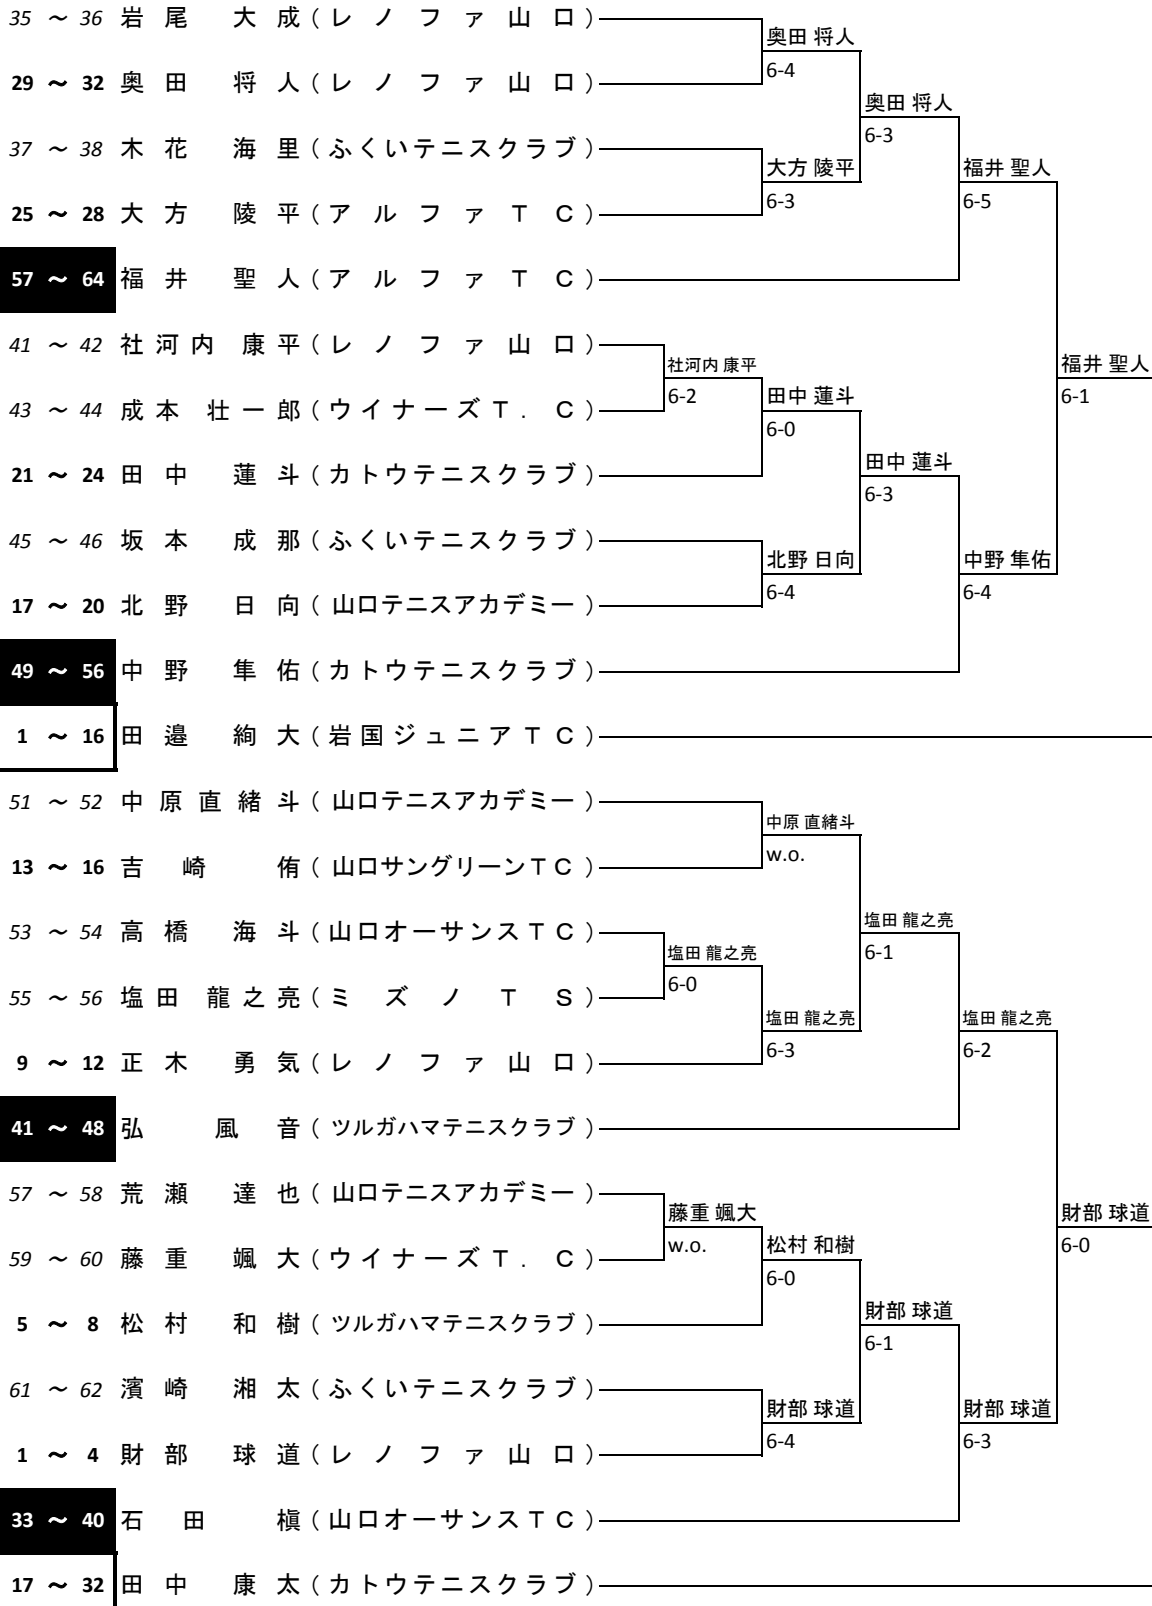 35 ～ 36 岩尾 大成(レノファ山口)
奥田 将人
6-4
29 ～ 32 奥田 将人(レノファ山口)
奥田 将人
6-3
37 ～ 38 木花 海里(ふくいテニスクラブ)
大方 陵平
6-3
福井 聖人
6-5
25 ～ 28 大方 陵平(アルファTC)
57 ～ 64 福井 聖人(アルファTC)
41 ～ 42 社河内 康平(レノファ山口)
社河内 康平
6-2
福井 聖人
6-1
43 ～ 44 成本 壮一郎(ウイナーズT.C)
田中 蓮斗
6-0
21 ～ 24 田中 蓮斗(カトウテニスクラブ)
田中 蓮斗
6-3
45 ～ 46 坂本 成那(ふくいテニスクラブ)
北野 日向
6-4
中野 隼佑
6-4
17 ～ 20 北野 日向(山口テニスアカデミー)
49 ～ 56 中野 隼佑(カトウテニスクラブ)
1 ～ 16 田邉 絢大(岩国ジュニアTC)
51 ～ 52 中原直緒斗(山口テニスアカデミー)
中原 直緒斗
w.o.
13 ～ 16 吉崎 侑(山口サングリーンTC)
53 ～ 54 高橋 海斗(山口オーサンスTC)
塩田 龍之亮
6-0
塩田 龍之亮
6-1
55 ～ 56 塩田 龍之亮(ミズノTS)
塩田 龍之亮
6-3
塩田 龍之亮
6-2
9 ～ 12 正木 勇気(レノファ山口)
41 ～ 48 弘 風音(ツルガハマテニスクラブ)
57 ～ 58 荒瀬 達也(山口テニスアカデミー)
藤重 颯大
w.o.
財部 球道
6-0
59 ～ 60 藤重 颯大(ウイナーズT.C)
松村 和樹
6-0
5 ～ 8 松村 和樹(ツルガハマテニスクラブ)
財部 球道
6-1
61 ～ 62 濱崎 湘太(ふくいテニスクラブ)
財部 球道
6-4
財部 球道
6-3
1 ～ 4 財部 球道(レノファ山口)
33 ～ 40 石田 槇(山口オーサンスTC)
17 ～ 32 田中 康太(カトウテニスクラブ)